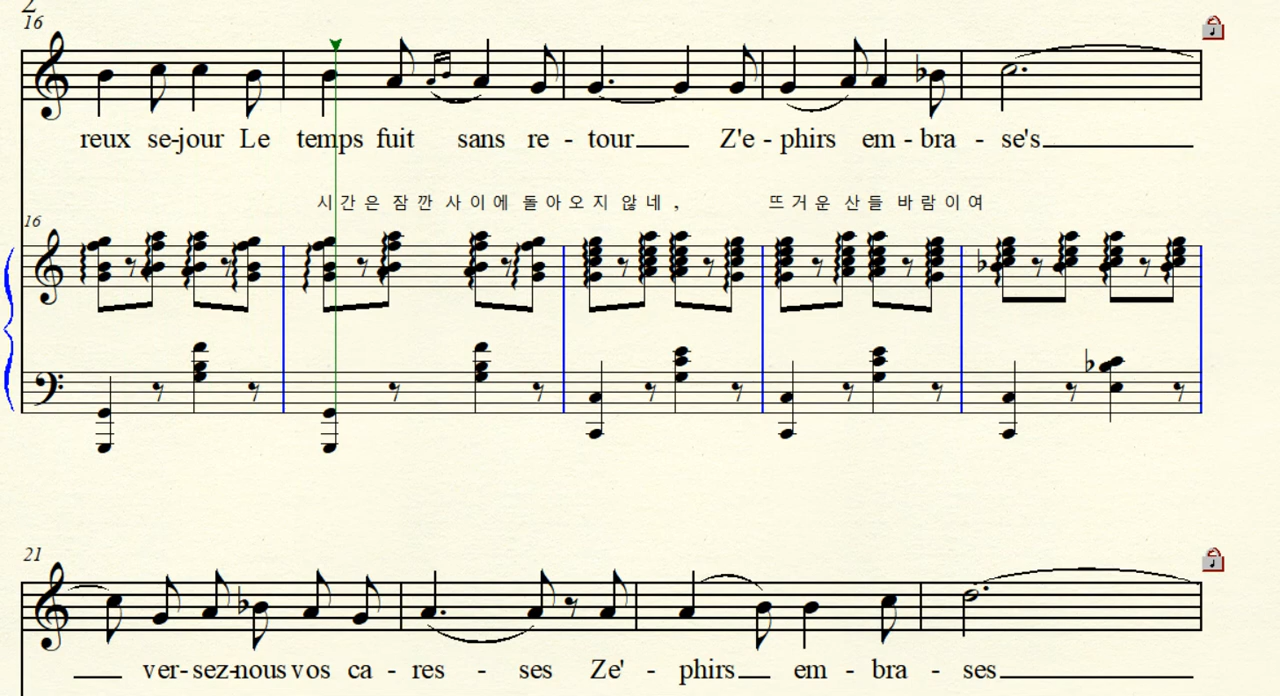 2
16
reux se-jour Le temps fuit sans re - tour Z'e - phirs em - bra - se's
시간은 잠깐 사이에 돌아오지 않네, 뜨거운 산들 바람이여
16
21
ver-sez-nous vos ca - res - ses Ze' - phirs em - bra - ses